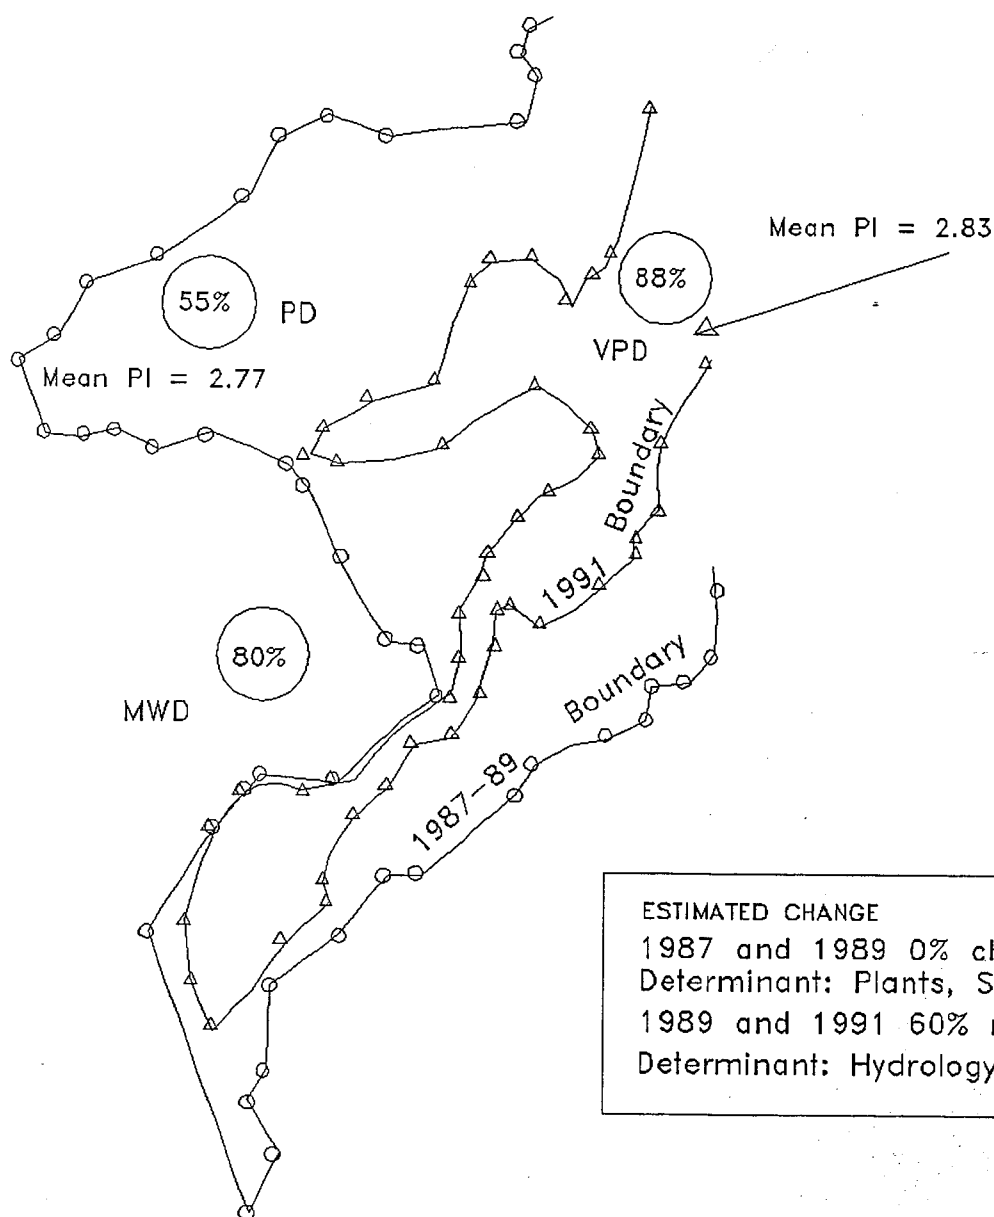 Mean PI = 2.83
88%
55%
PD
VPD
Mean PI = 2.77
Boundary
1991
80%
MWD
Boundary
1987-89
ESTIMATED CHANGE
1987 and 1989 0%
Determinant: Plants,
1989 and 1991 60%
Determinant: Hydrology